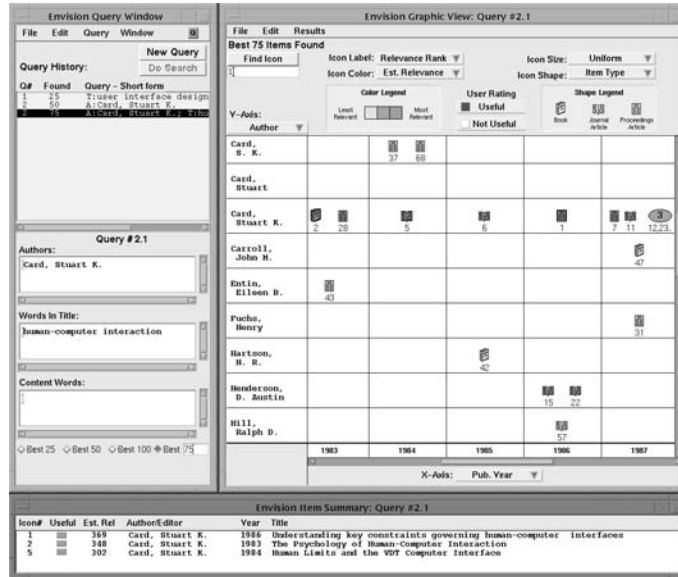 Envision Query Window
File Edit Query Window
New Query
Query History:
Do Search
Q# Found Query – Short form
1 25 T:user interface design
2 50 A:Card, Stuart K.
2 75 A:Card, Stuart K.; T:hu
Query #2.1
Authors:
Card, Stuart K.
Words In Title:
human-computer interaction
Content Words:
Best 25 Best 50 Best 100 Best 75
Envision Graphic View: Query #2.1
File Edit Results
Best 75 Items Found
Find Icon
Icon Label: Relevance Rank
Icon Size: Uniform
Icon Color: Est. Relevance
Icon Shape: Item Type
Color Legend
Least Relevant
Most Relevant
User Rating
Useful
Not Useful
Shape Legend
Book
Journal Article
Proceedings Article
Y-Axis:
Author
Card,
S. K.
37 68
Card,
Stuart
Card,
Stuart K.
2 28 5 6 1 7 11 3 12,23.
Carroll,
John M.
47
Entin,
Eileen B.
43
Fuchs,
Henry
31
Hartson,
H. R.
42
Henderson,
D. Austin
15 22
Hill,
Ralph D.
57
1983 1984 1985 1986 1987
X-Axis: Pub. Year
Envision Item Summary: Query #2.1
Icon# Useful Est. Rel Author/Editor Year Title
1 369 Card, Stuart K. 1986 Understanding key constraints governing human-computer interfaces
2 348 Card, Stuart K. 1983 The Psychology of Human-Computer Interaction
5 302 Card, Stuart K. 1984 Human Limits and the VDT Computer Interface